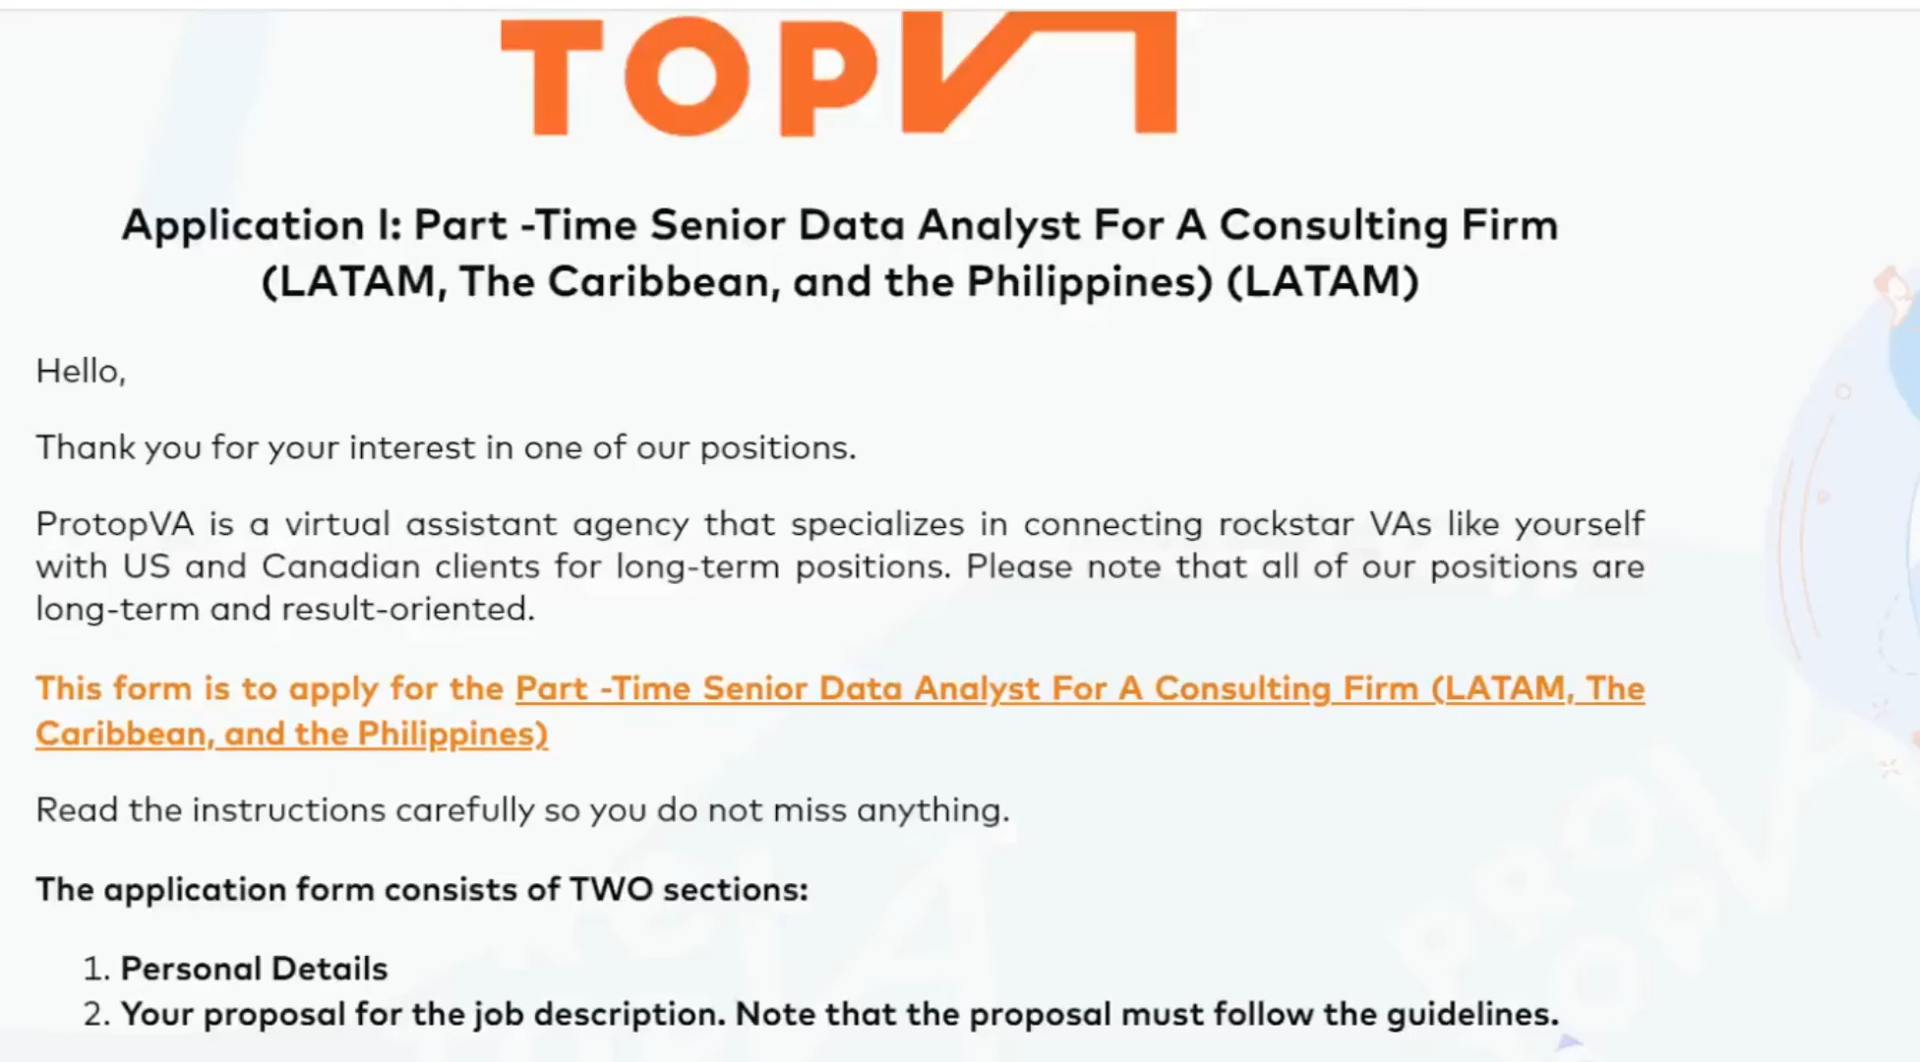 TOPVA
Application I: Part -Time Senior Data Analyst For A Consulting Firm
(LATAM, The Caribbean, and the Philippines) (LATAM)
Hello,
Thank you for your interest in one of our positions.
ProtopVA is a virtual assistant agency that specializes in connecting rockstar VAs like yourself
with US and Canadian clients for long-term positions. Please note that all of our positions are
long-term and result-oriented.
This form is to apply for the Part -Time Senior Data Analyst For A Consulting Firm (LATAM, The
Caribbean, and the Philippines)
Read the instructions carefully so you do not miss anything.
The application form consists of TWO sections:
1. Personal Details
2. Your proposal for the job description. Note that the proposal must follow the guidelines.